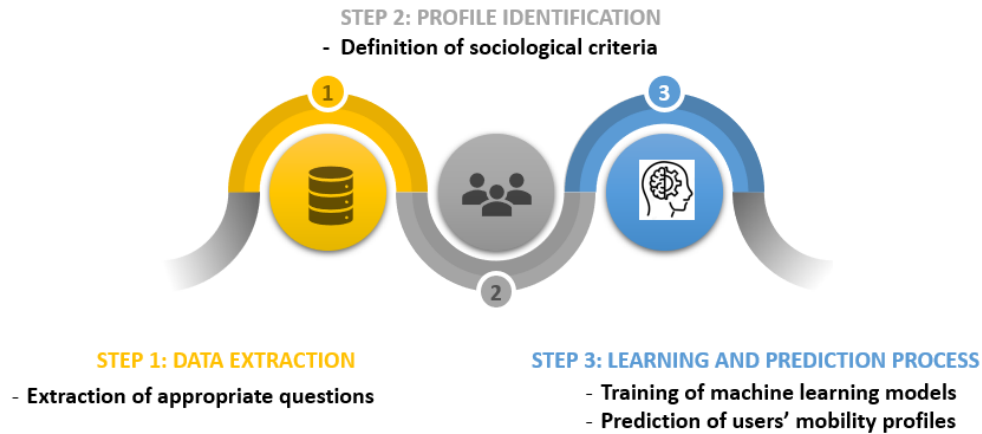 STEP 2: PROFILE IDENTIFICATION
- Definition of sociological criteria
1
3
2
STEP 1: DATA EXTRACTION
- Extraction of appropriate questions
STEP 3: LEARNING AND PREDICTION PROCESS
- Training of machine learning models
- Prediction of users’ mobility profiles